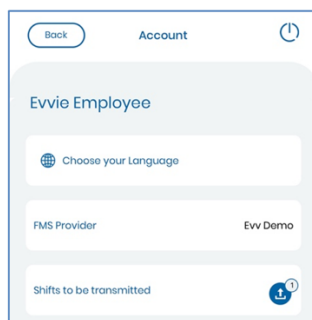 Back
Account
Evvie Employee
Choose your Language
FMS Provider Evv Demo
Shifts to be transmitted 1